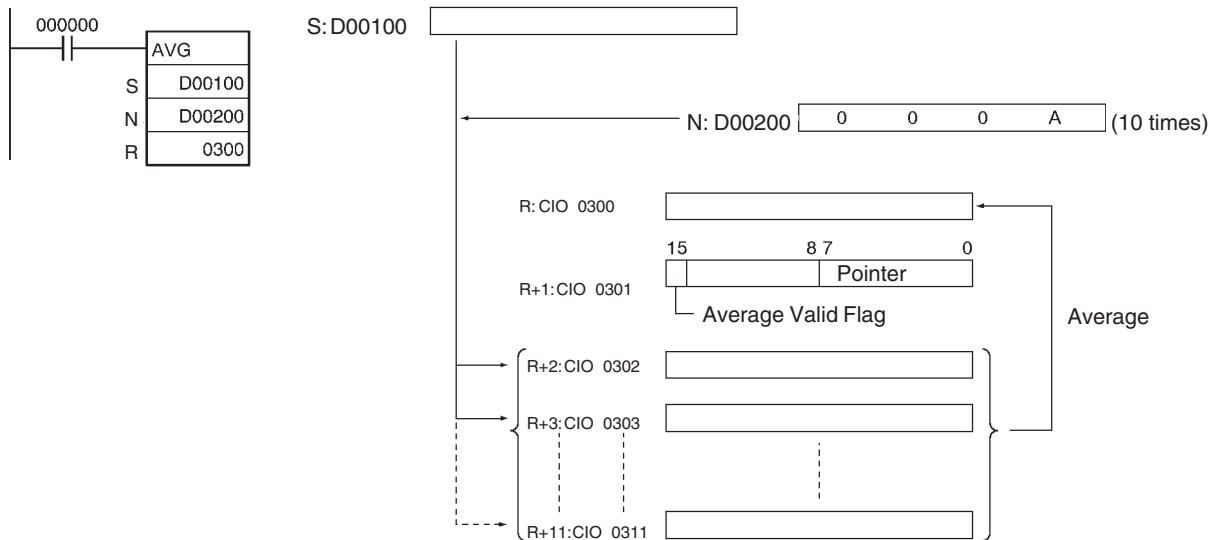 000000
AVG
S D00100
N D00200
R 0300
S: D00100
N: D00200 0 0 0 A (10 times)
R: CIO 0300
15 8 7 0
R+1: CIO 0301 Pointer
Average Valid Flag
Average
R+2: CIO 0302
R+3: CIO 0303
R+11: CIO 0311